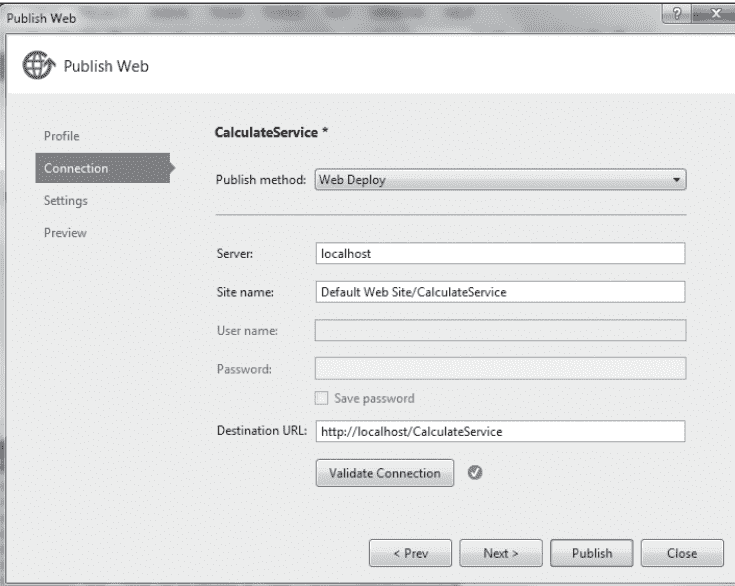 Publish Web
?
X
Publish Web
Profile
Connection
Settings
Preview
CalculateService *
Publish method: Web Deploy
Server: localhost
Site name: Default Web Site/CalculateService
User name:
Password:
Save password
Destination URL: http://localhost/CalculateService
Validate Connection
< Prev
Next >
Publish
Close